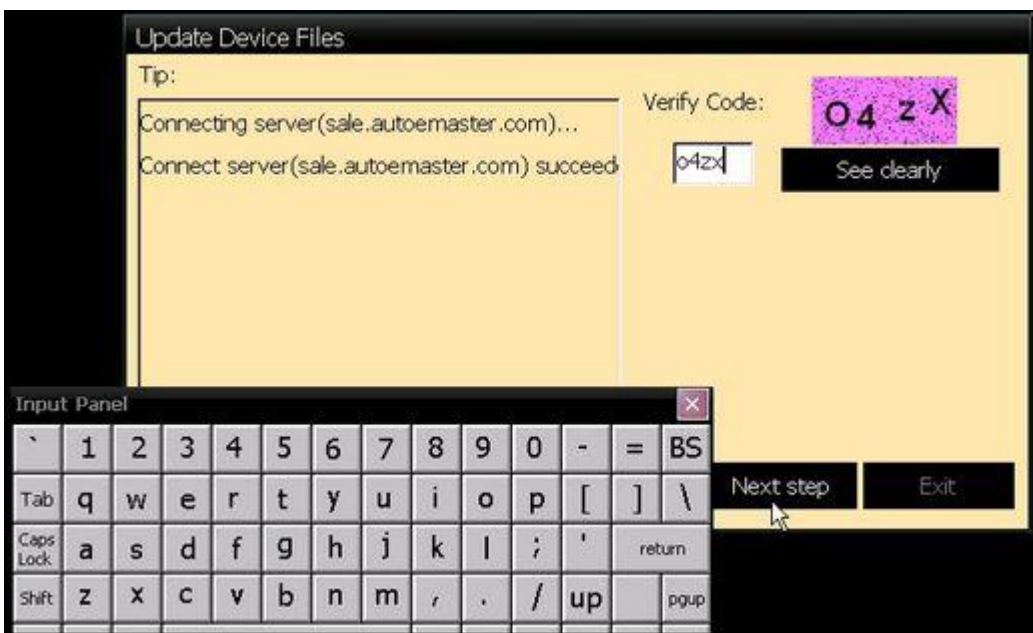 Update Device Files
Tip:
Connecting server(sale.autoemaster.com)...
Connect server(sale.autoemaster.com) succeed
Verify Code:
O4 z X
o4zx
See clearly
Input Panel
` 1 2 3 4 5 6 7 8 9 0 - = BS
Tab q w e r t y u i o p [ ] \
Caps Lock a s d f g h j k l ; ' return
Shift z x c v b n m , . / up pgup
Next step
Exit